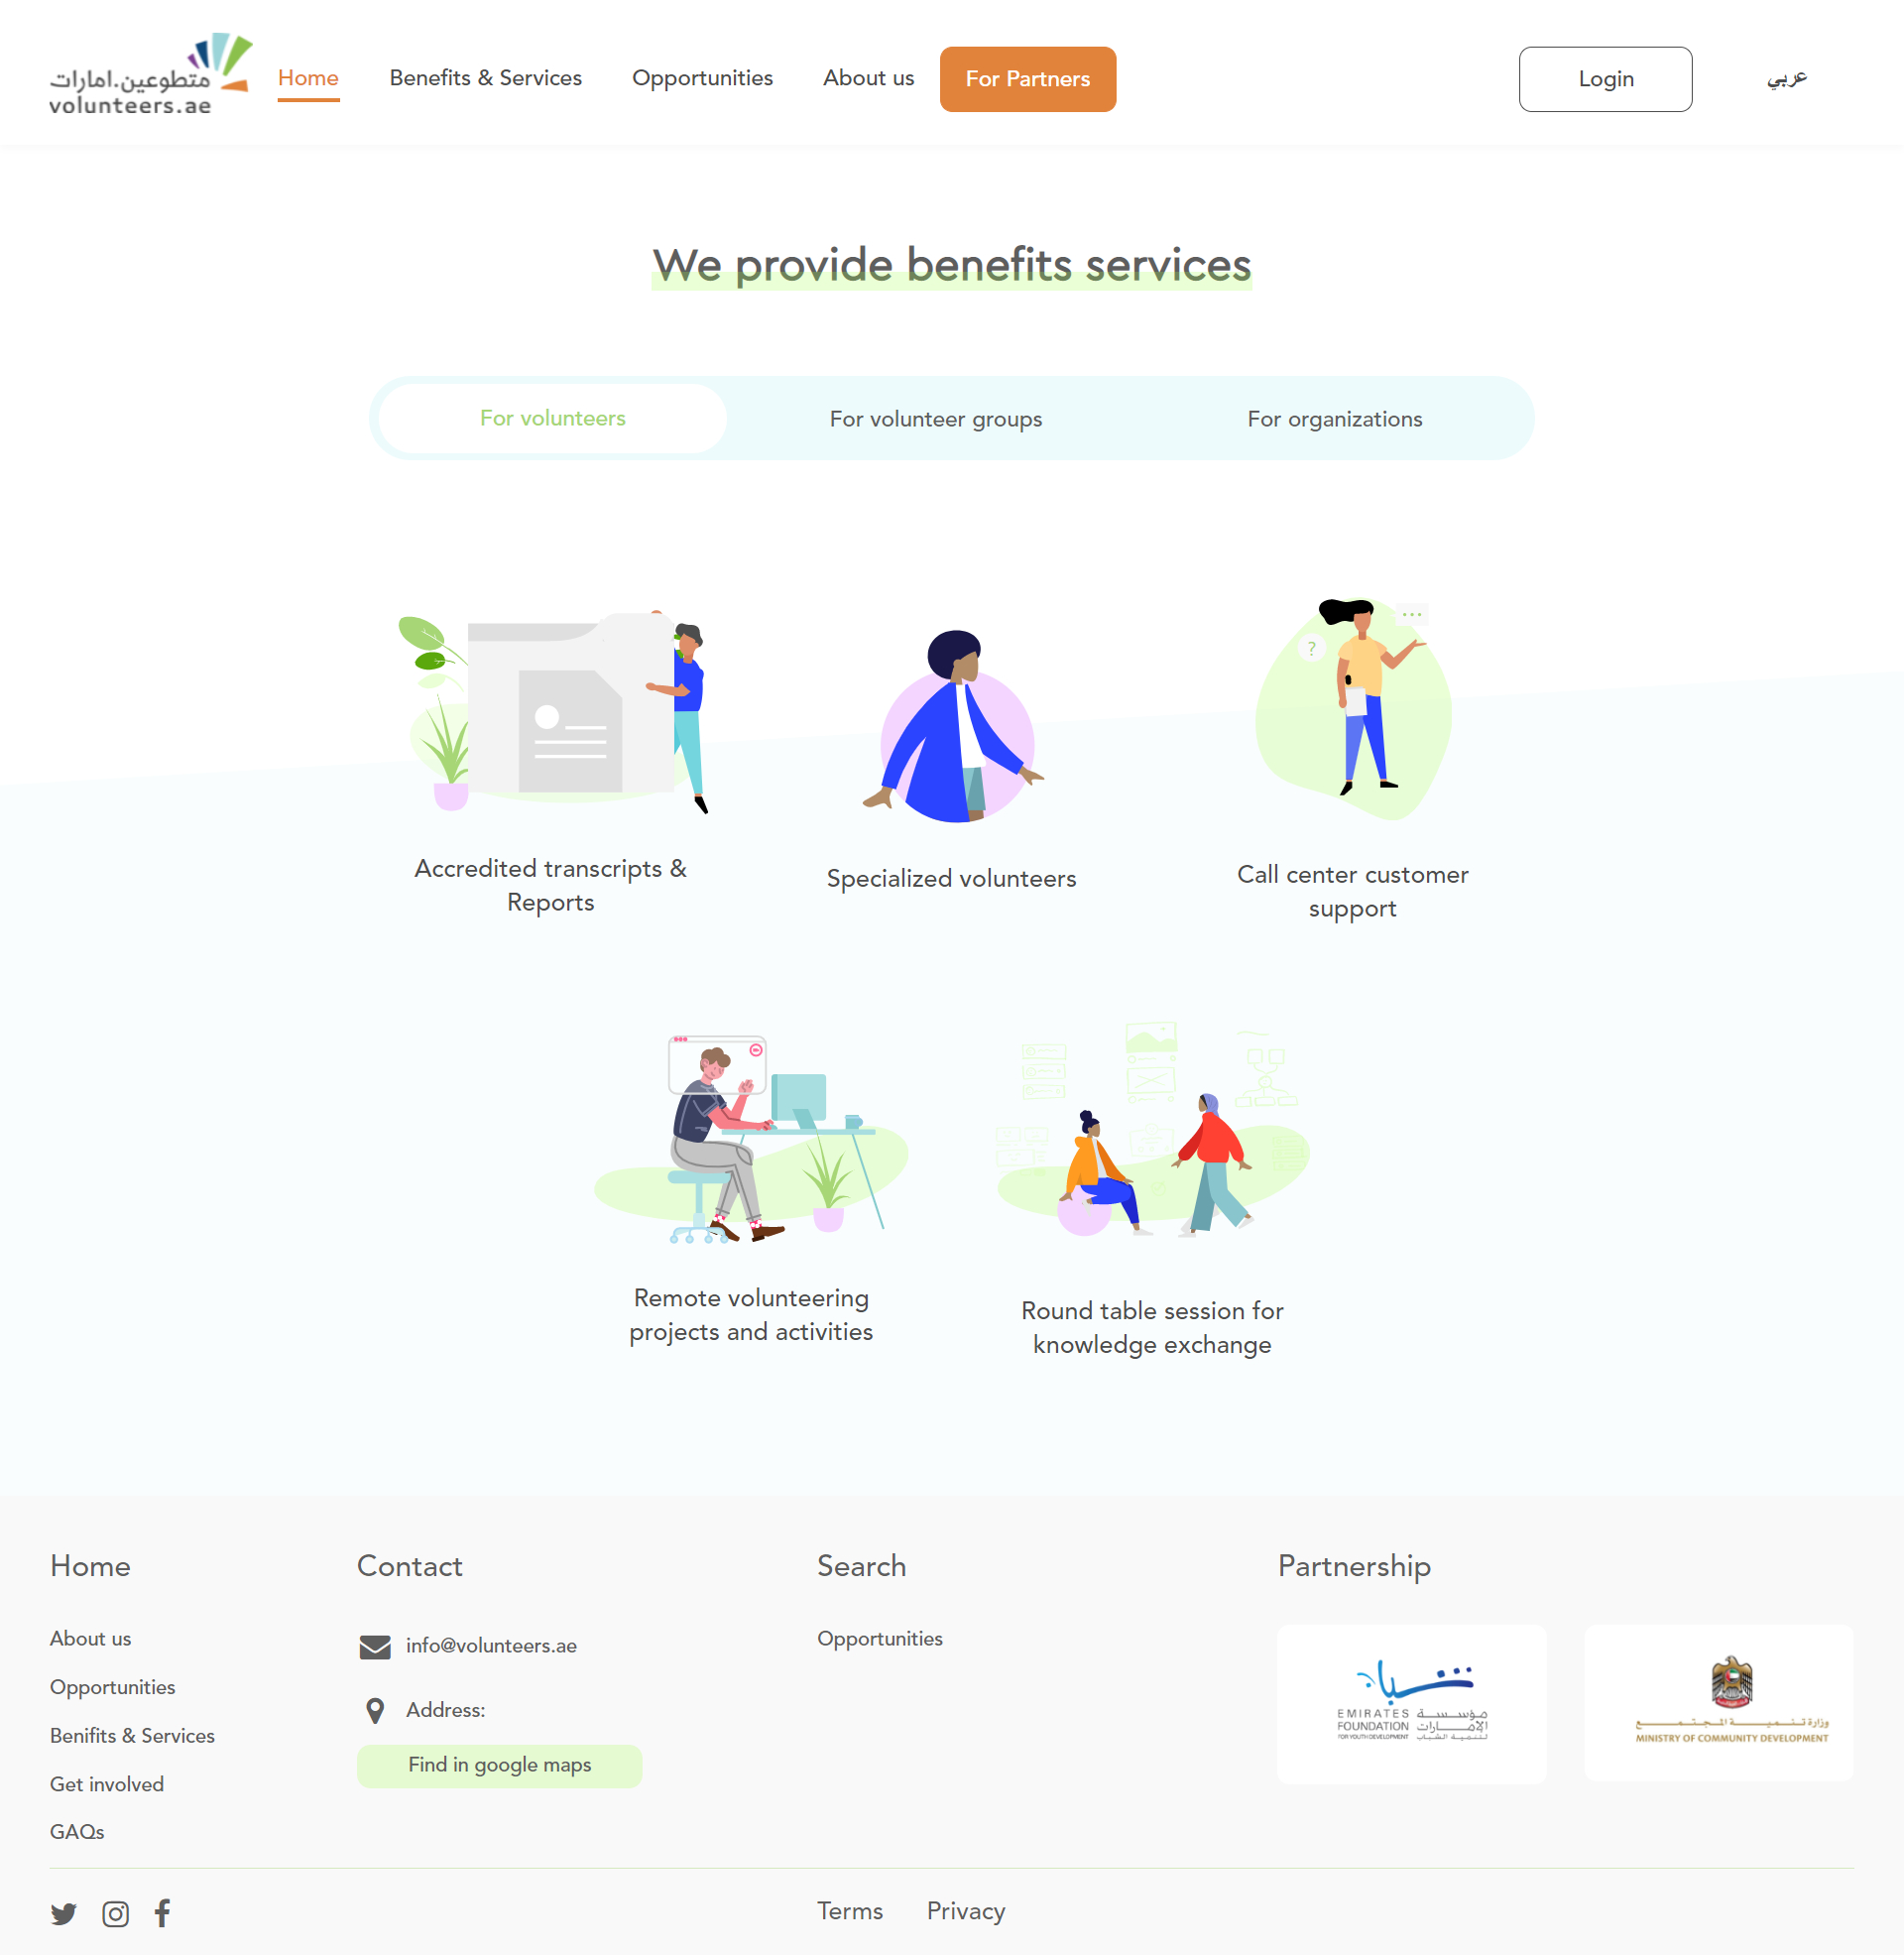 متطوعين.امارات
volunteers.ae
Home
Benefits & Services
Opportunities
About us
For Partners
Login
عربي
We provide benefits services
For volunteers
For volunteer groups
For organizations
?
Accredited transcripts &
Reports
Specialized volunteers
Call center customer
support
Remote volunteering
projects and activities
Round table session for
knowledge exchange
Home
About us
Opportunities
Benifits & Services
Get involved
GAQs
Contact
info@volunteers.ae
Address:
Find in google maps
Search
Opportunities
Partnership
EMIRATES
FOUNDATION
FOR YOUTH DEVELOPMENT
مؤسسة
الإمارات
لتنمية الشباب
وزارة تنمية المجتمع
MINISTRY OF COMMUNITY DEVELOPMENT
Terms
Privacy